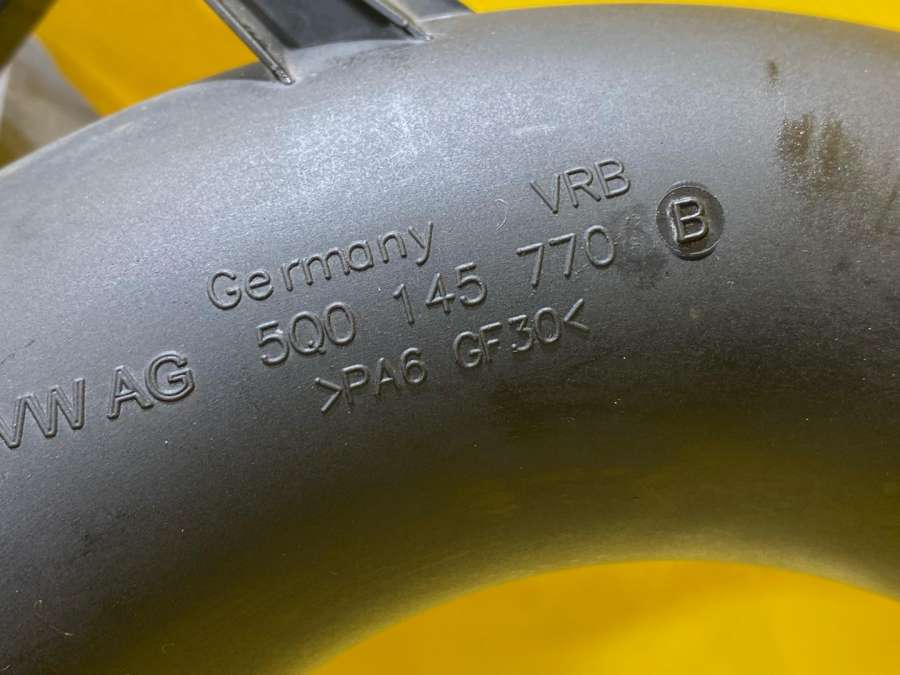 VRB
Germany
5Q0 145 770 B
VW AG
>PA6 GF30<